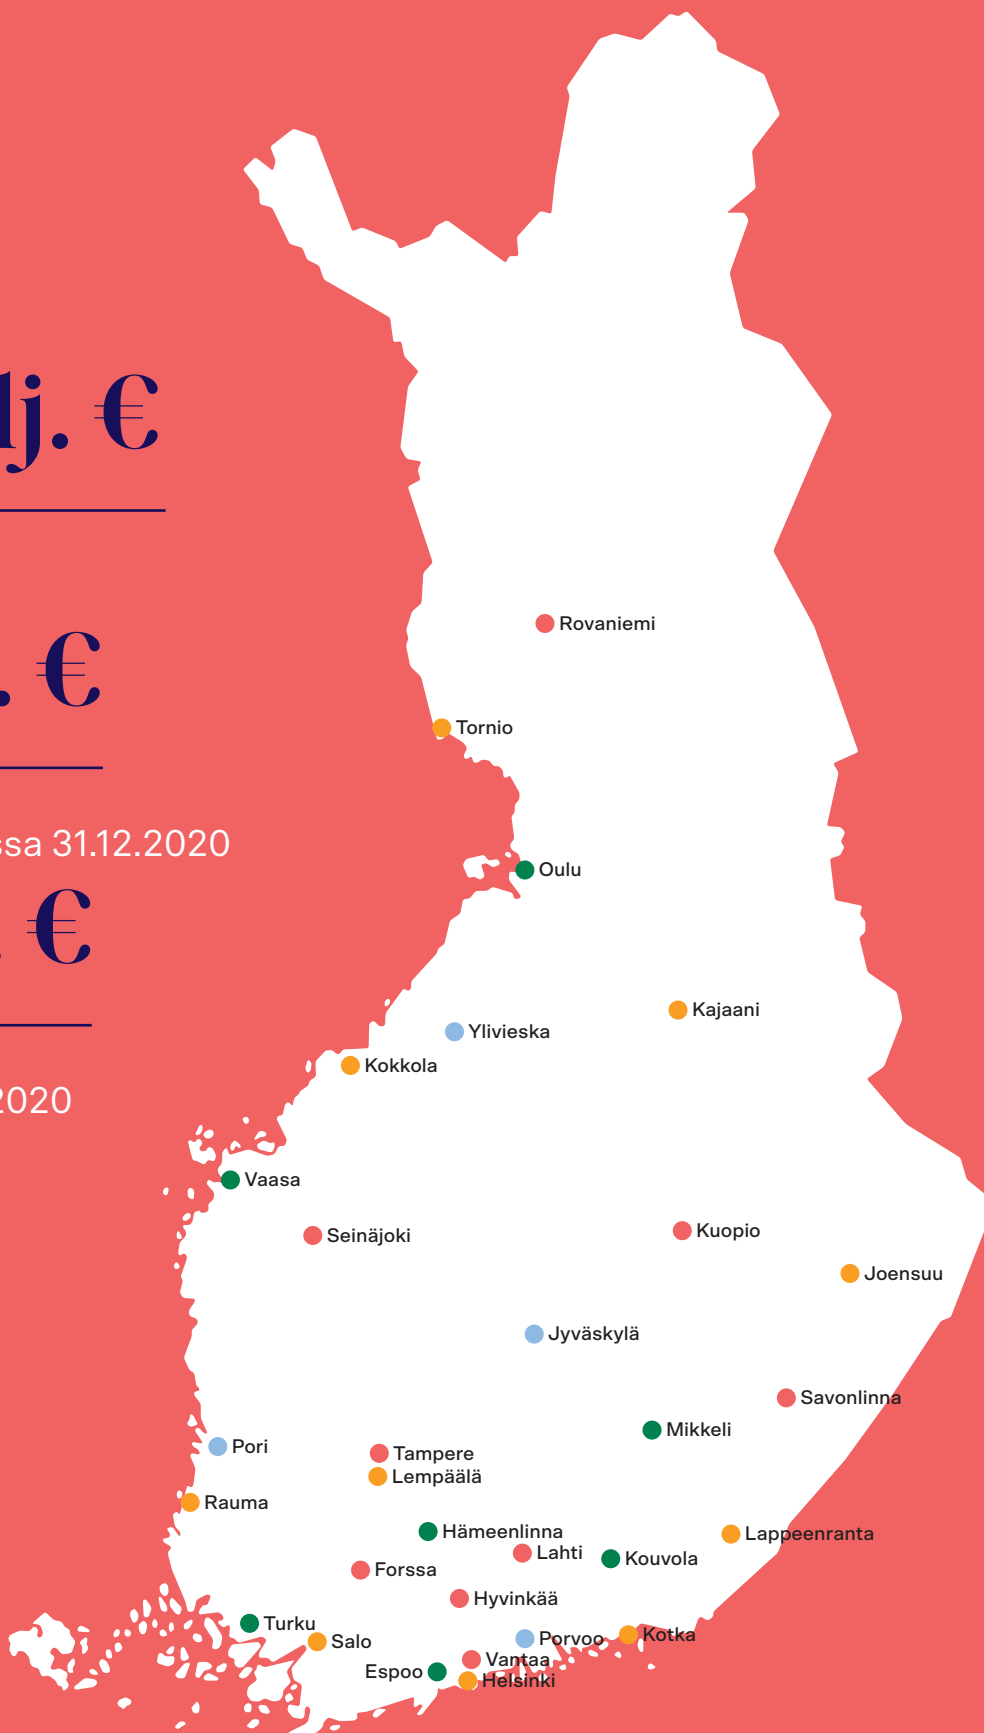 lj. €
Rovaniemi
. €
Tornio
ssa 31.12.2020
Oulu
. €
Kajaani
Ylivieska
Kokkola
2020
Vaasa
Seinäjoki
Kuopio
Joensuu
Jyväskylä
Savonlinna
Mikkeli
Pori
Tampere
Lempäälä
Rauma
Hämeenlinna
Lappeenranta
Lahti
Kouvola
Forssa
Hyvinkää
Turku
Kotka
Porvoo
Salo
Vantaa
Espoo
Helsinki